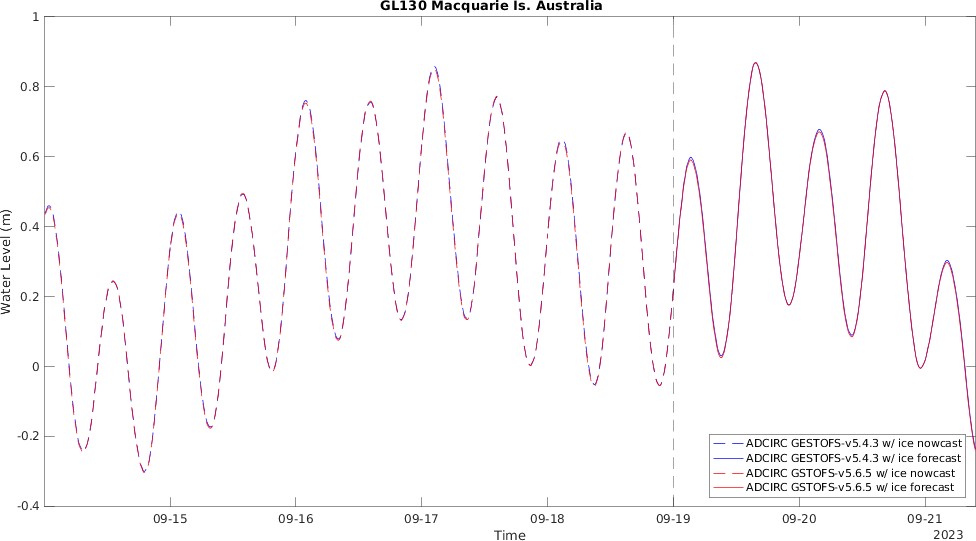 GL130 Macquarie Is. Australia
Water Level (m)
1
0.8
0.6
0.4
0.2
0
-0.2
-0.4
ADCIRC GESTOFS-v5.4.3 w/ ice nowcast
ADCIRC GESTOFS-v5.4.3 w/ ice forecast
ADCIRC GSTOFS-v5.6.5 w/ ice nowcast
ADCIRC GSTOFS-v5.6.5 w/ ice forecast
09-15 09-16 09-17 09-18 09-19 09-20 09-21
Time
2023